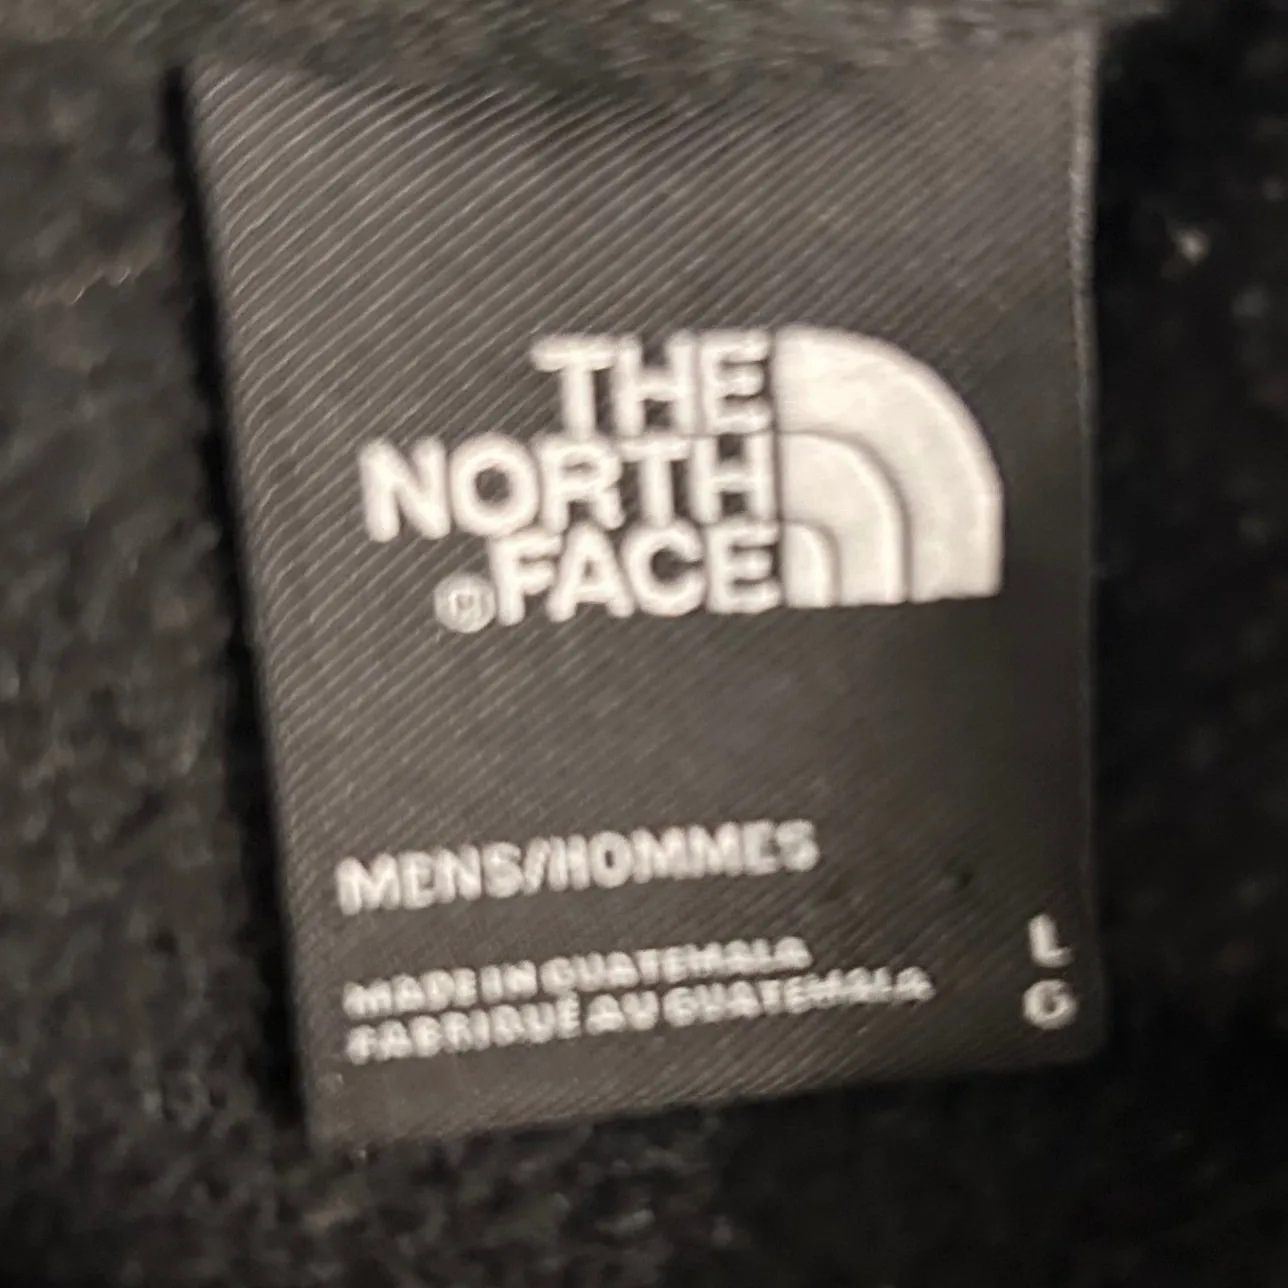 THE
NORTH
®FACE
MENS/HOMMES
MADE IN GUATEMALA
FABRIQUÉ AU GUATEMALA
L
G